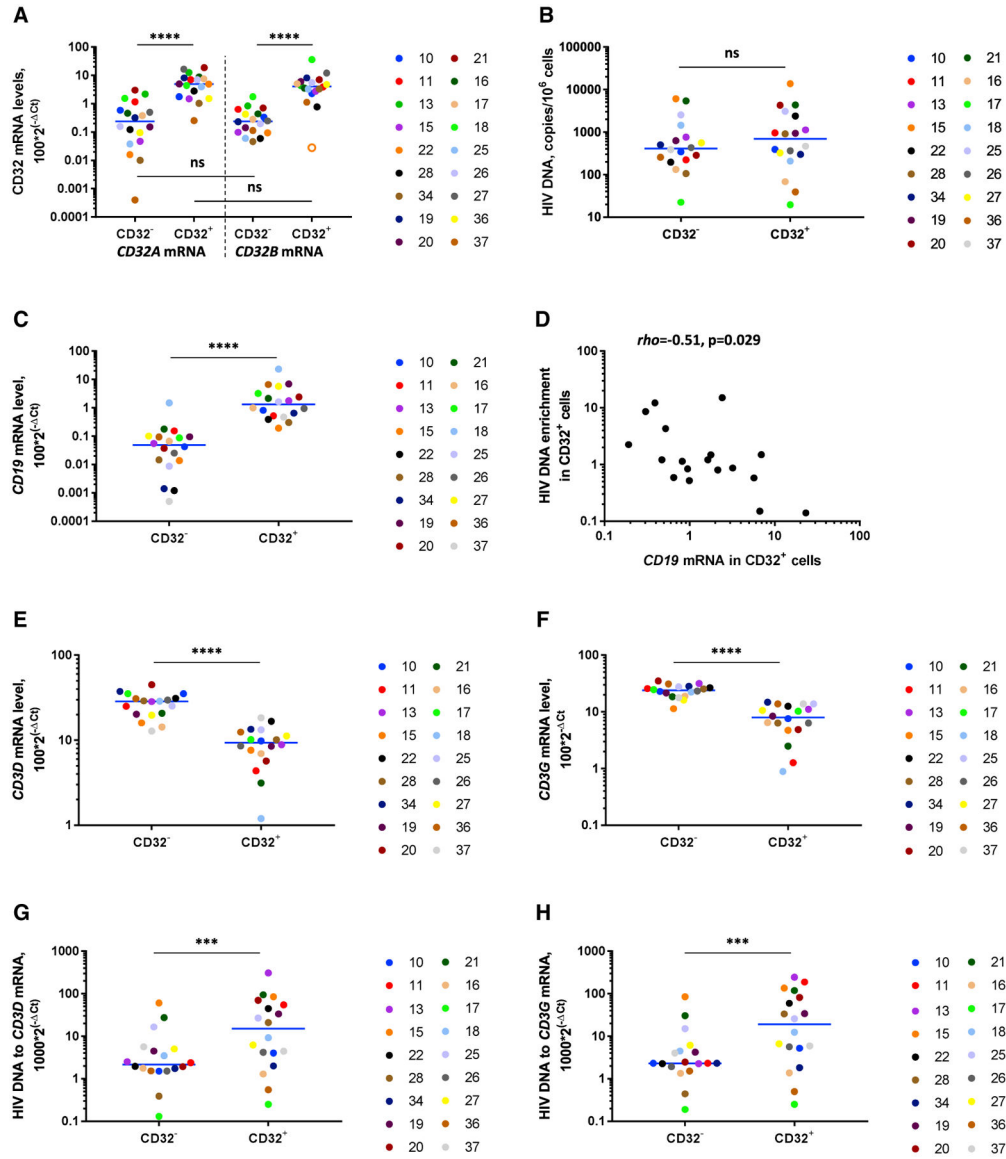 A
CD32 mRNA levels,
100*2(-ΔCt)
100
10
1
0.1
0.01
0.001
0.0001
**** ****
ns
ns
CD32⁻ CD32⁺ CD32⁻ CD32⁺
CD32A mRNA CD32B mRNA
10 21
11 16
13 17
15 18
22 25
28 26
34 27
19 36
20 37
B
HIV DNA, copies/10⁶ cells
100000
10000
1000
100
10
ns
CD32⁻ CD32⁺
10 21
11 16
13 17
15 18
22 25
28 26
34 27
19 36
20 37
C
CD19 mRNA level,
100*2(-ΔCt)
100
10
1
0.1
0.01
0.001
0.0001
****
CD32⁻ CD32⁺
10 21
11 16
13 17
15 18
22 25
28 26
34 27
19 36
20 37
D
rho=-0.51, p=0.029
HIV DNA enrichment
in CD32⁺ cells
100
10
1
0.1
0.1 1 10 100
CD19 mRNA in CD32⁺ cells
E
CD3D mRNA level,
100*2(-ΔCt)
100
10
1
****
CD32⁻ CD32⁺
10 21
11 16
13 17
15 18
22 25
28 26
34 27
19 36
20 37
F
CD3G mRNA level,
100*2-ΔCt)
100
10
1
0.1
****
CD32⁻ CD32⁺
10 21
11 16
13 17
15 18
22 25
28 26
34 27
19 36
20 37
G
HIV DNA to CD3D mRNA,
1000*2(-ΔCt)
1000
100
10
1
0.1
***
CD32⁻ CD32⁺
10 21
11 16
13 17
15 18
22 25
28 26
34 27
19 36
20 37
H
HIV DNA to CD3G mRNA,
1000*2(-ΔCt)
1000
100
10
1
0.1
***
CD32⁻ CD32⁺
10 21
11 16
13 17
15 18
22 25
28 26
34 27
19 36
20 37